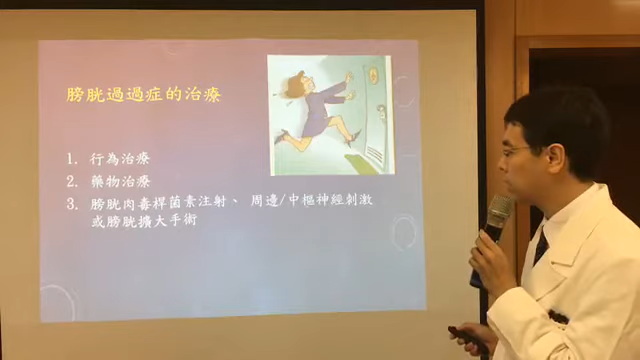 膀胱過過症的治療
1. 行為治療
2. 藥物治療
3. 膀胱肉毒桿菌素注射、 周邊/中樞神經刺激
或膀胱擴大手術